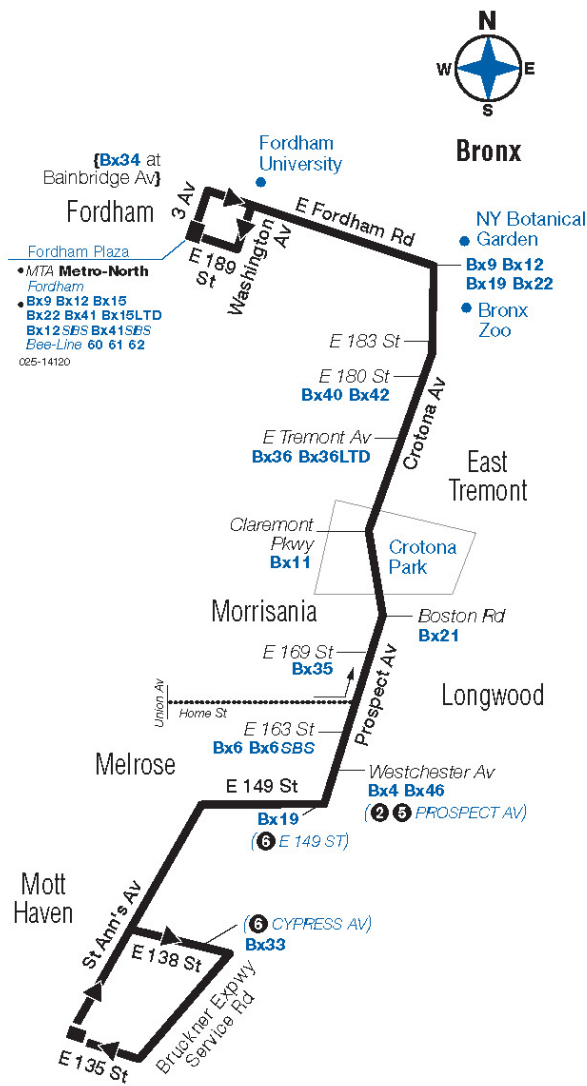 N
W
E
S
Bronx
{Bx34 at
Bainbridge Av}
Fordham
University
Fordham
3 Av
E Fordham Rd
Washington
Av
E 189
St
NY Botanical
Garden
Bx9 Bx12
Bx19 Bx22
Bronx
Zoo
Fordham Plaza
MTA Metro-North
Fordham
Bx9 Bx12 Bx15
Bx22 Bx41 Bx15LTD
Bx12SBS Bx41SBS
Bee-Line 60 61 62
025-14120
E 183 St
E 180 St
Bx40 Bx42
Crotona Av
E Tremont Av
Bx36 Bx36LTD
East
Tremont
Claremont
Pkwy
Bx11
Crotona
Park
Morrisania
Boston Rd
Bx21
E 169 St
Bx35
Prospect Av
Longwood
Union Av
Home St
E 163 St
Bx6 Bx6SBS
Melrose
Westchester Av
Bx4 Bx46
(2 5 PROSPECT AV)
E 149 St
Bx19
(6 E 149 ST)
Mott
Haven
St Ann's Av
(6 CYPRESS AV)
Bx33
E 138 St
Bruckner Expwy
Service Rd
E 135 St